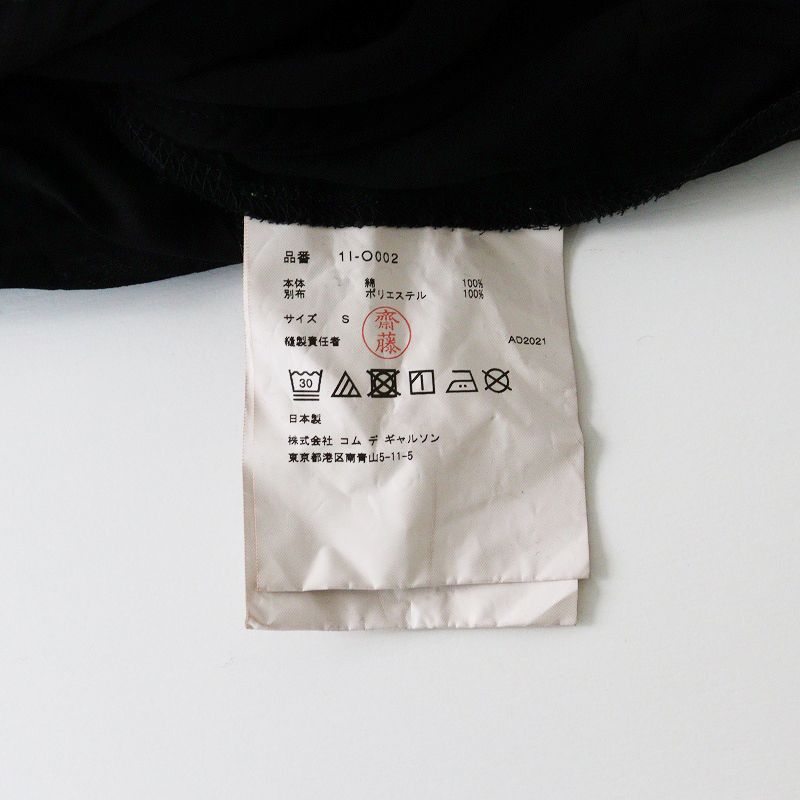 品番 11-O002
本体 綿 100%
別布 ポリエステル 100%
サイズ S
齋藤
縫製責任者 AD2021
30
日本製
株式会社 コム デ ギャルソン
東京都港区南青山5-11-5